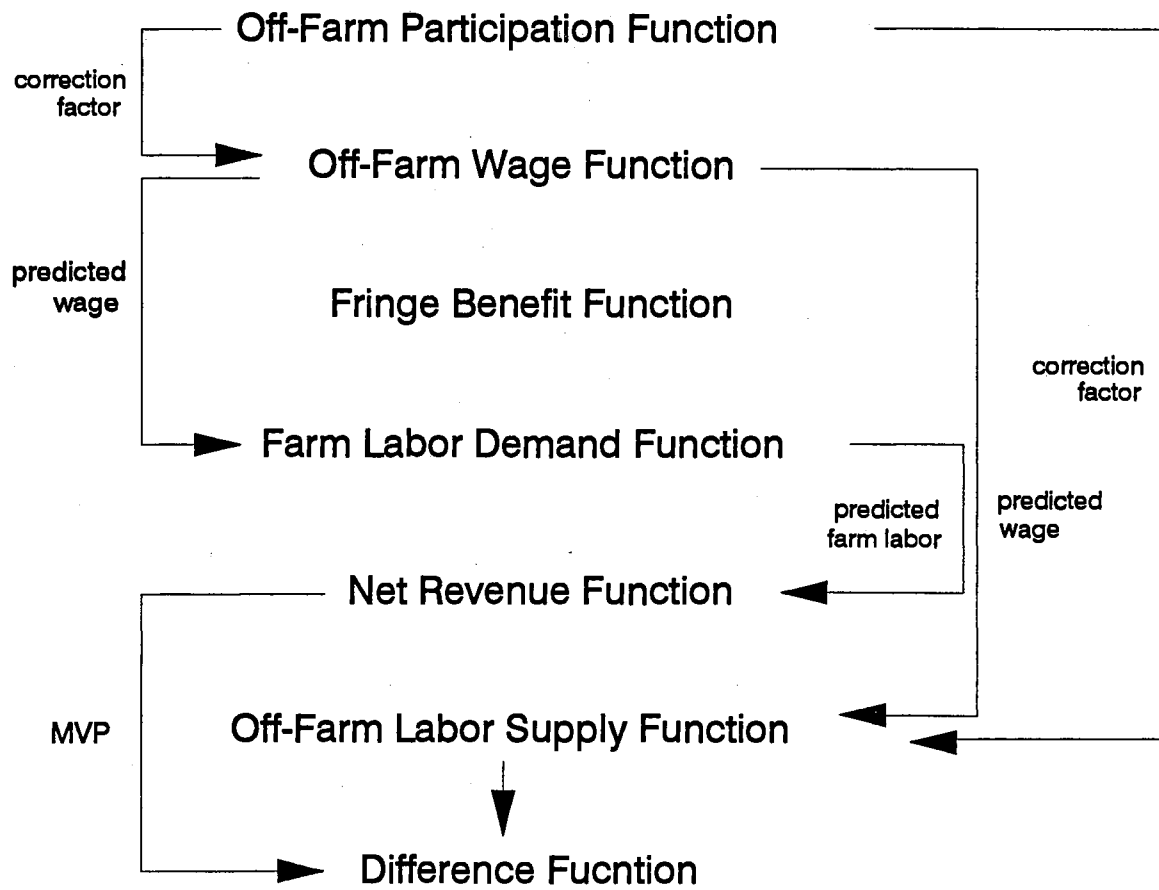 Off-Farm Participation Function
correction
factor
Off-Farm Wage Function
predicted
wage
Fringe Benefit Function
correction
factor
Farm Labor Demand Function
predicted
farm labor
predicted
wage
Net Revenue Function
MVP
Off-Farm Labor Supply Function
Difference Fucntion